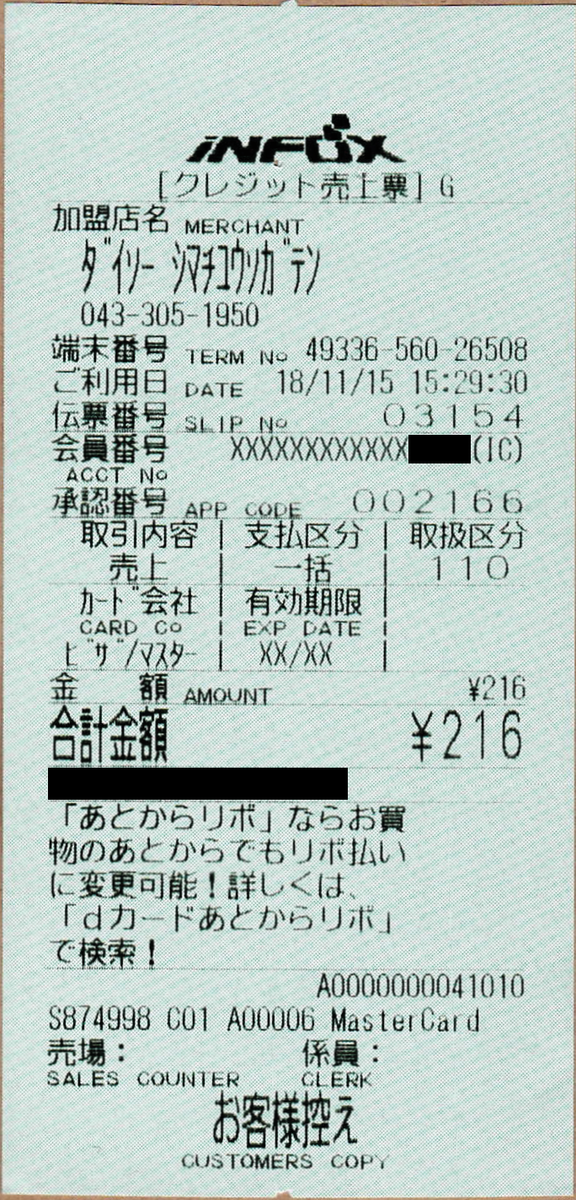 INFOX
[クレジット売上票] G
加盟店名 MERCHANT
ﾀﾞｲｿｰ ｼﾏﾁﾕｳｿｶﾞﾃﾝ
043-305-1950
端末番号 TERM No 49336-560-26508
ご利用日 DATE 18/11/15 15:29:30
伝票番号 SLIP No 03154
会員番号 XXXXXXXXXXXX (IC)
ACCT No
承認番号 APP CODE 002166
取引内容 | 支払区分 | 取扱区分
売上 | 一括 | 110
ｶｰﾄﾞ会社 | 有効期限 |
CARD CO | EXP DATE |
ﾋﾞｻﾞ/ﾏｽﾀｰ | XX/XX |
金 額 AMOUNT ¥216
合計金額 ¥216
「あとからリボ」ならお買
物のあとからでもリボ払い
に変更可能！詳しくは、
「dカードあとからリボ」
で検索！
A0000000041010
S874998 C01 A00006 MasterCard
売場： 係員：
SALES COUNTER CLERK
お客様控え
CUSTOMERS COPY